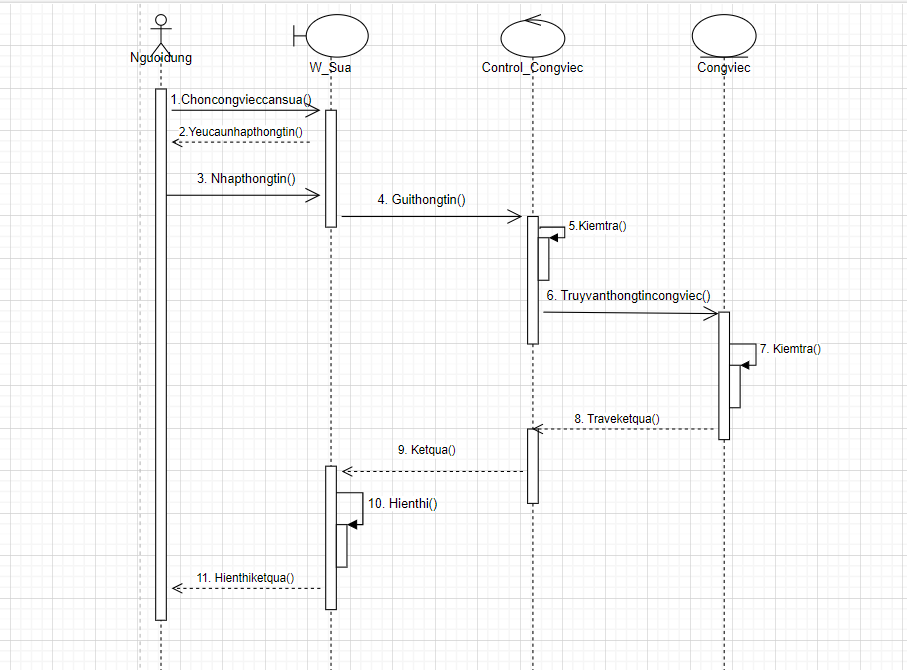 Nguoidung
W_Sua
Control_Congviec
Congviec
1.Choncongvieccansua()
2.Yeucaunhapthongtin()
3. Nhapthongtin()
4. Guithongtin()
5.Kiemtra()
6. Truyvanthongtincongviec()
7. Kiemtra()
8. Traveketqua()
9. Ketqua()
10. Hienthi()
11. Hienthiketqua()